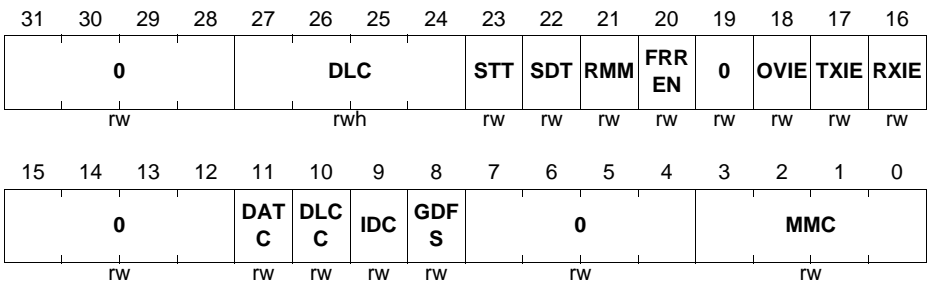 31 30 29 28 27 26 25 24 23 22 21 20 19 18 17 16
0 DLC STT SDT RMM FRR EN 0 OVIE TXIE RXIE
rw rwh rw rw rw rw rw rw rw rw
15 14 13 12 11 10 9 8 7 6 5 4 3 2 1 0
0 DAT C DLC C IDC GDF S 0 MMC
rw rw rw rw rw rw rw